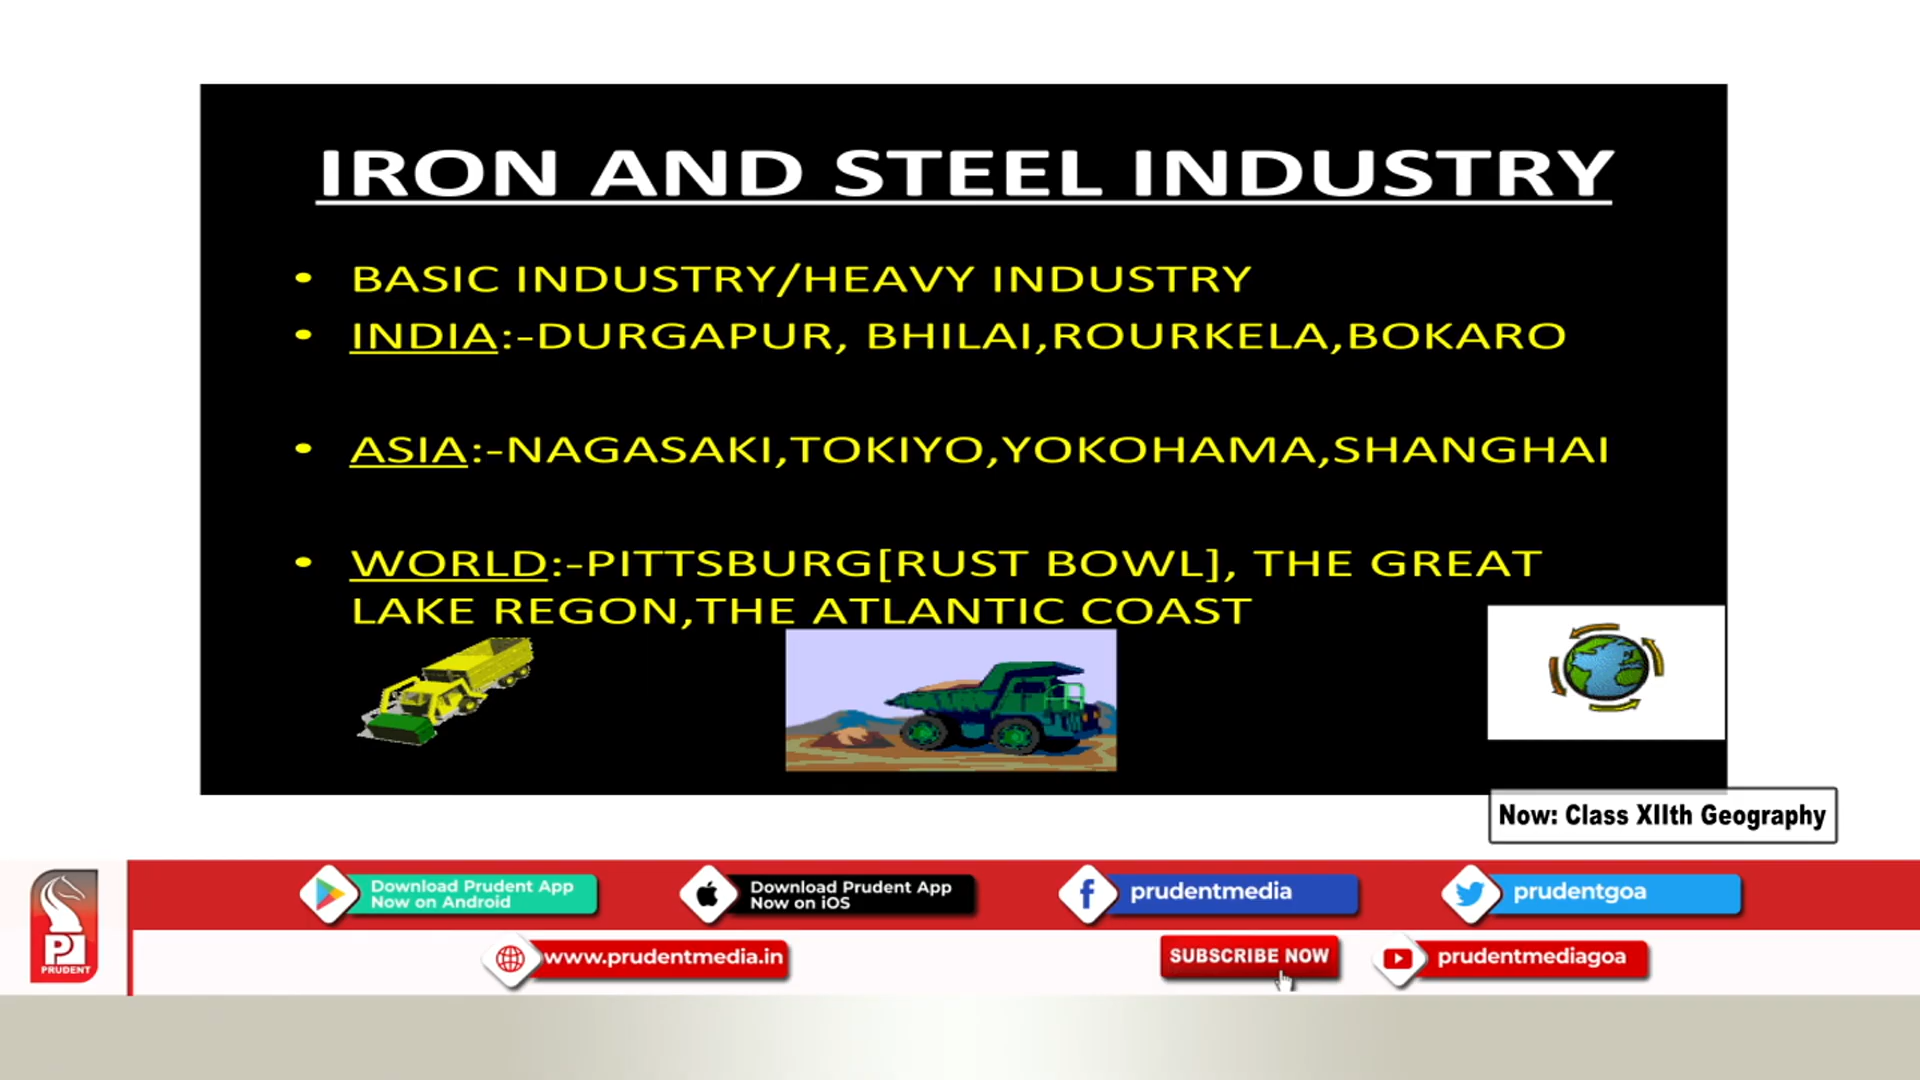 IRON AND STEEL INDUSTRY
• BASIC INDUSTRY/HEAVY INDUSTRY
• INDIA:-DURGAPUR, BHILAI,ROURKELA,BOKARO
• ASIA:-NAGASAKI,TOKIYO,YOKOHAMA,SHANGHAI
• WORLD:-PITTSBURG[RUST BOWL], THE GREAT
LAKE REGON,THE ATLANTIC COAST
Now: Class XIIth Geography
Download Prudent App
Now on Android
Download Prudent App
Now on iOS
prudentmedia
prudentgoa
PRUDENT
www.prudentmedia.in
SUBSCRIBE NOW
prudentmediagoa